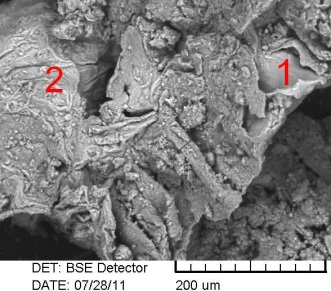 1
2
DET: BSE Detector
DATE: 07/28/11
200 um